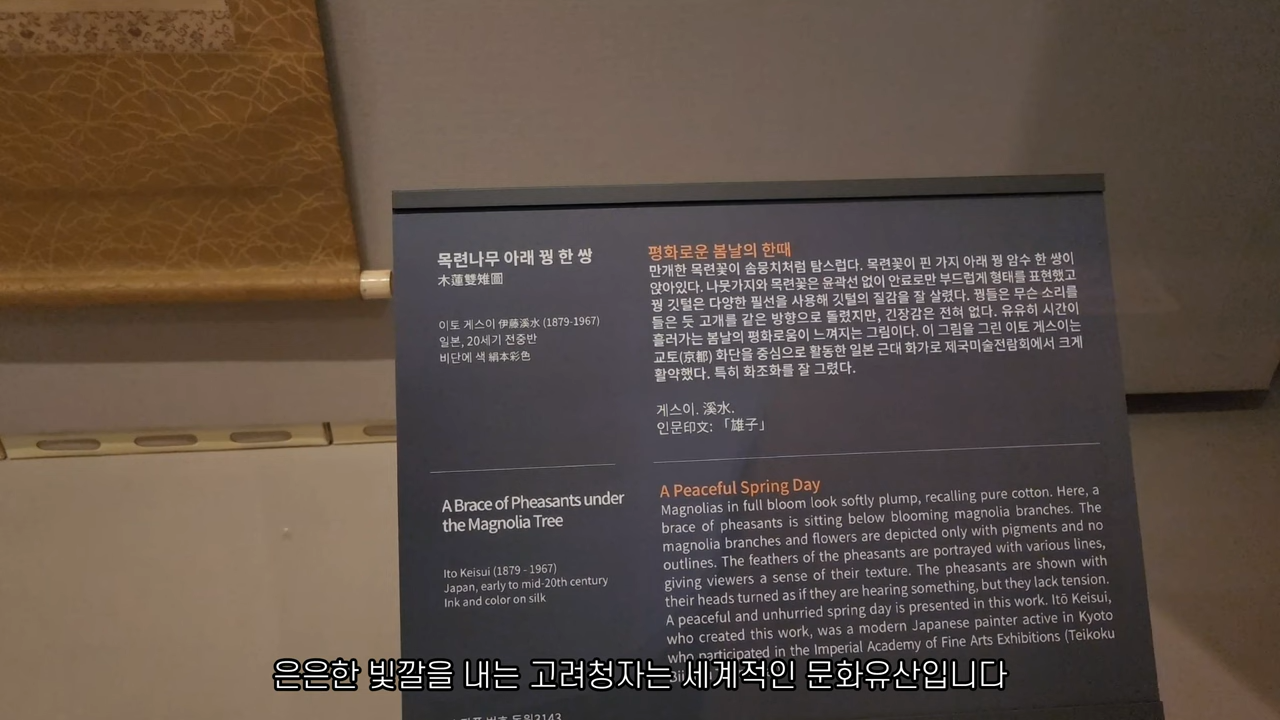 목련나무 아래 꿩 한 쌍
木蓮雙雉圖
이토 게스이 伊藤溪水 (1879-1967)
일본, 20세기 전중반
비단에 색 絹本彩色
평화로운 봄날의 한때
만개한 목련꽃이 솜뭉치처럼 탐스럽다. 목련꽃이 핀 가지 아래 꿩 암수 한 쌍이
앉아있다. 나뭇가지와 목련꽃은 윤곽선 없이 안료로만 부드럽게 형태를 표현했고
꿩 깃털은 다양한 필선을 사용해 깃털의 질감을 잘 살렸다. 꿩들은 무슨 소리를
들은 듯 고개를 같은 방향으로 돌렸지만, 긴장감은 전혀 없다. 유유히 시간이
흘러가는 봄날의 평화로움이 느껴지는 그림이다. 이 그림을 그린 이토 게스이는
교토(京都) 화단을 중심으로 활동한 일본 근대 화가로 제국미술전람회에서 크게
활약했다. 특히 화조화를 잘 그렸다.
게스이. 溪水.
인문印文: 「雄子」
A Brace of Pheasants under
the Magnolia Tree
Ito Keisui (1879 - 1967)
Japan, early to mid-20th century
Ink and color on silk
A Peaceful Spring Day
Magnolias in full bloom look softly plump, recalling pure cotton. Here, a
brace of pheasants is sitting below blooming magnolia branches. The
magnolia branches and flowers are depicted only with pigments and no
outlines. The feathers of the pheasants are portrayed with various lines,
giving viewers a sense of their texture. The pheasants are shown with
their heads turned as if they are hearing something, but they lack tension.
A peaceful and unhurried spring day is presented in this work. Itō Keisui,
who created this work, was a modern Japanese painter active in Kyoto
who participated in the Imperial Academy of Fine Arts Exhibitions (Teikoku
은은한 빛깔을 내는 고려청자는 세계적인 문화유산입니다